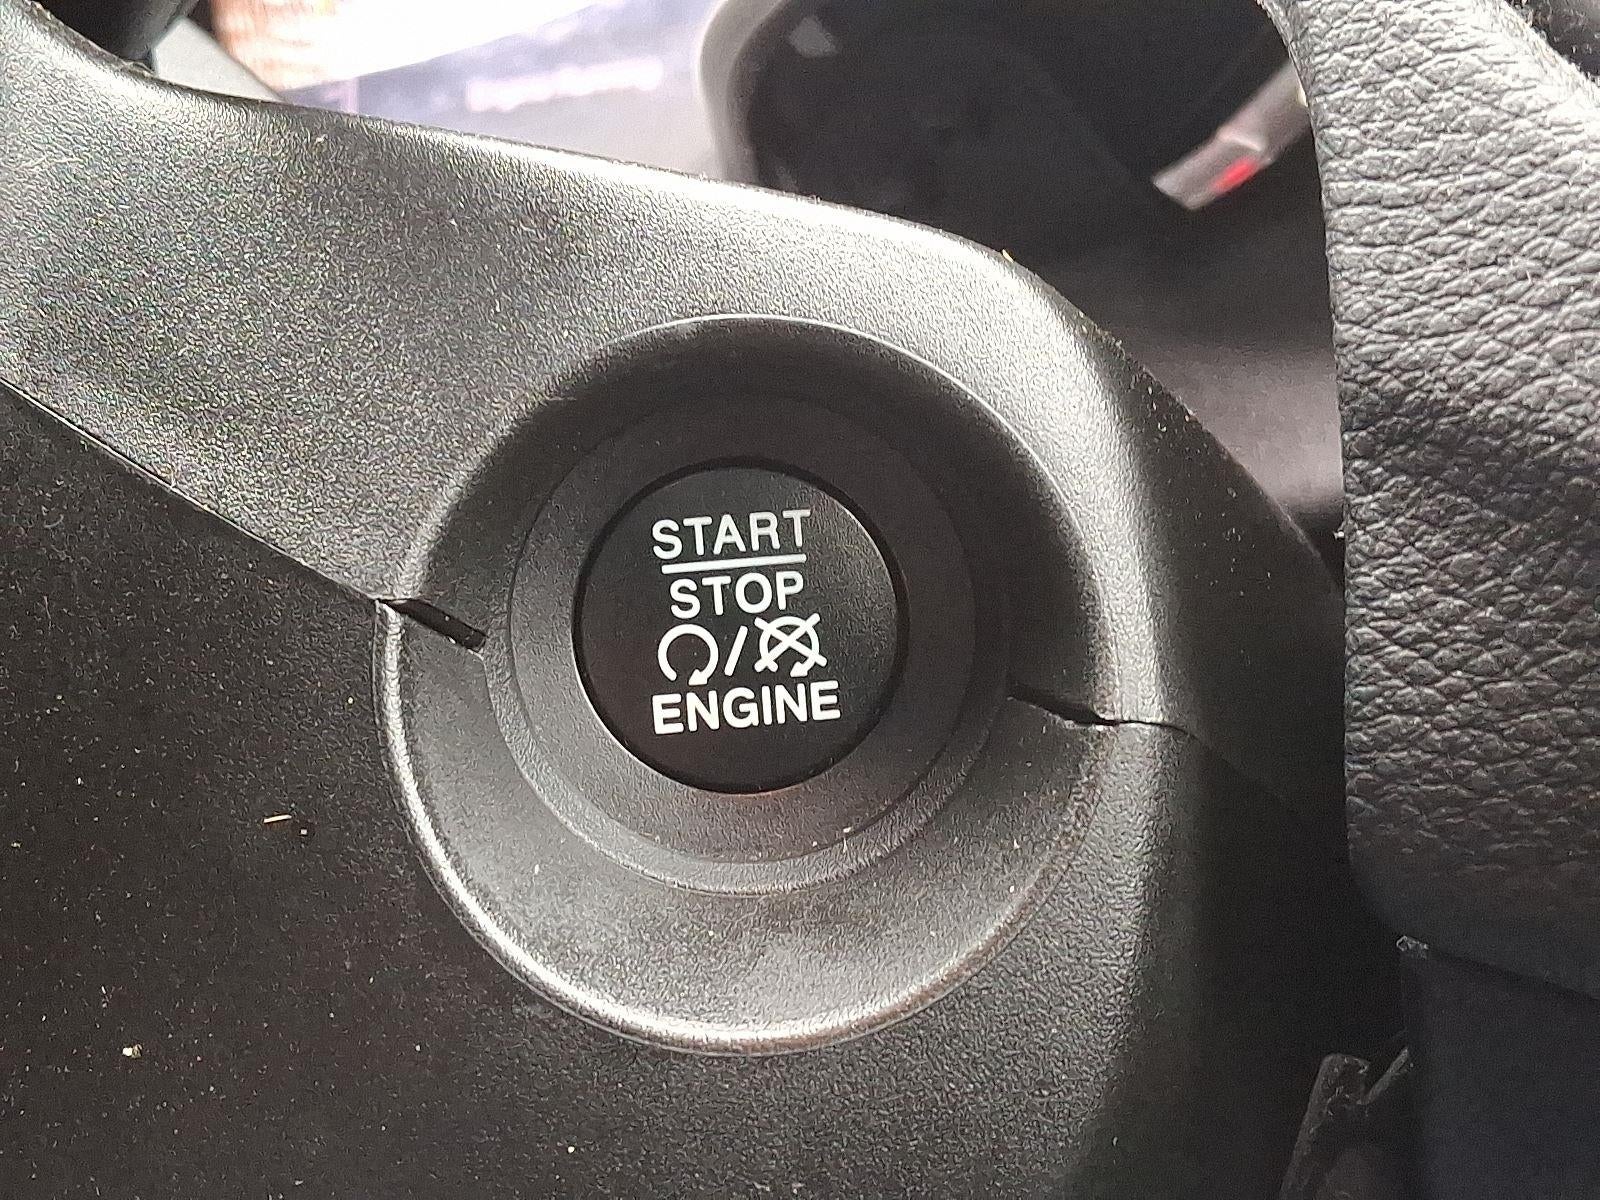 START
STOP
/
ENGINE